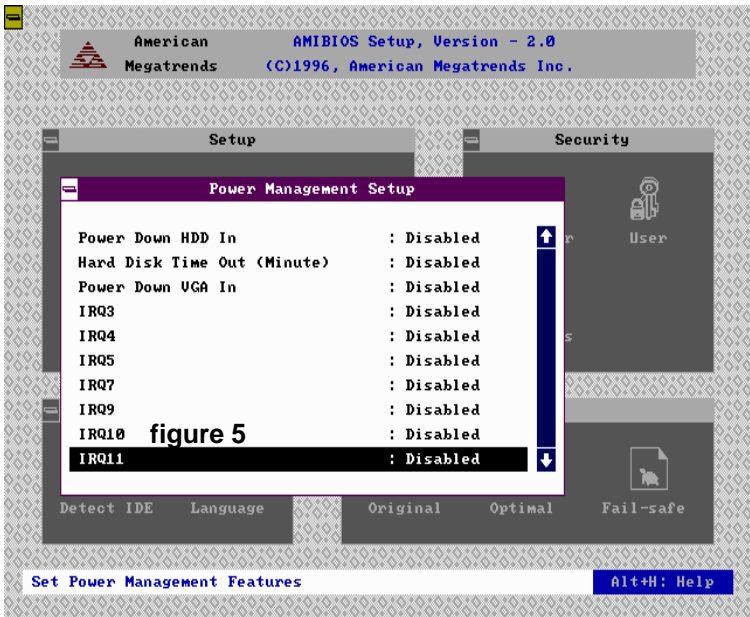 American AMIBIOS Setup, Version - 2.0
Megatrends (C)1996, American Megatrends Inc.
Setup
Security
Power Management Setup
Power Down HDD In : Disabled
Hard Disk Time Out (Minute) : Disabled
Power Down VGA In : Disabled
IRQ3 : Disabled
IRQ4 : Disabled
IRQ5 : Disabled
IRQ7 : Disabled
IRQ9 : Disabled
IRQ10 figure 5 : Disabled
IRQ11 : Disabled
User
Detect IDE Language Original Optimal Fail-safe
Set Power Management Features Alt+H: Help